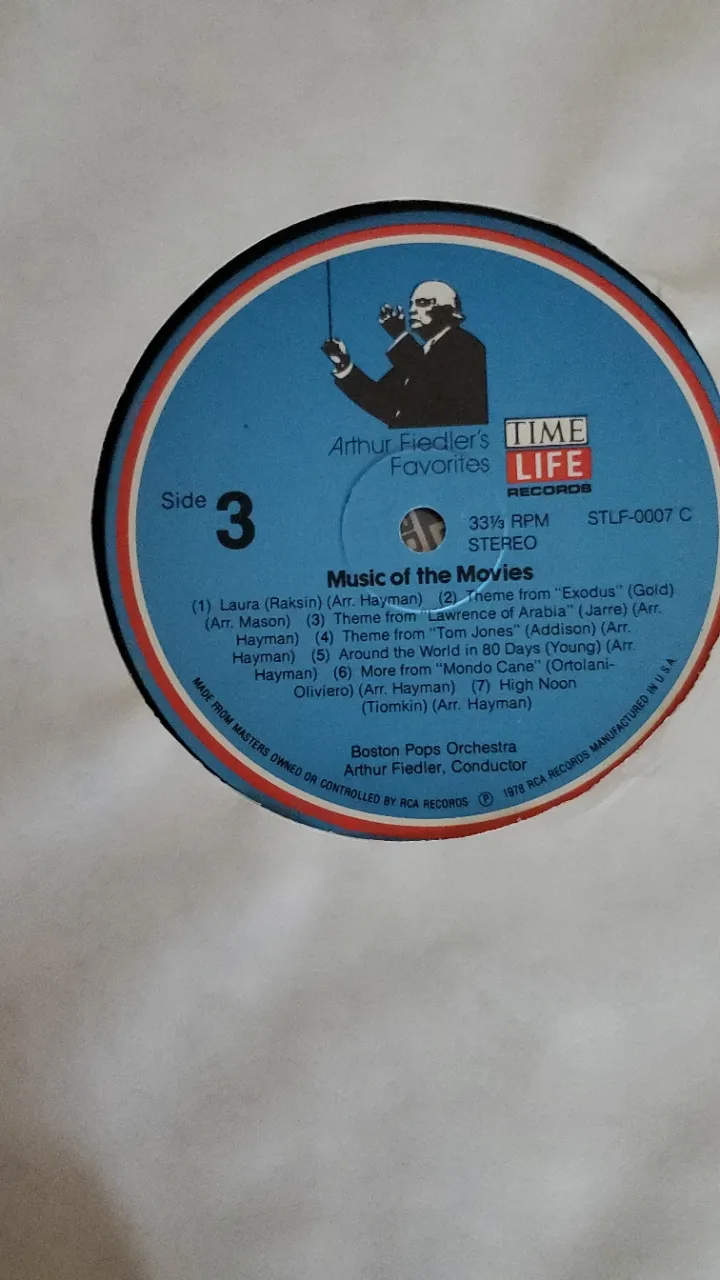 Arthur Fiedler's
Favorites
TIME
LIFE
RECORDS
Side 3
33⅓ RPM
STEREO
STLF-0007 C
Music of the Movies
(1) Laura (Raksin) (Arr. Hayman) (2) Theme from "Exodus" (Gold)
(Arr. Mason) (3) Theme from "Lawrence of Arabia" (Jarre) (Arr.
Hayman) (4) Theme from "Tom Jones" (Addison) (Arr.
Hayman) (5) Around the World in 80 Days (Young) (Arr.
Hayman) (6) More from "Mondo Cane" (Ortolani-
Oliviero) (Arr. Hayman) (7) High Noon
(Tiomkin) (Arr. Hayman)
Boston Pops Orchestra
Arthur Fiedler, Conductor
MADE FROM MASTERS OWNED OR CONTROLLED BY RCA RECORDS ℗ 1978 RCA RECORDS MANUFACTURED IN U.S.A.